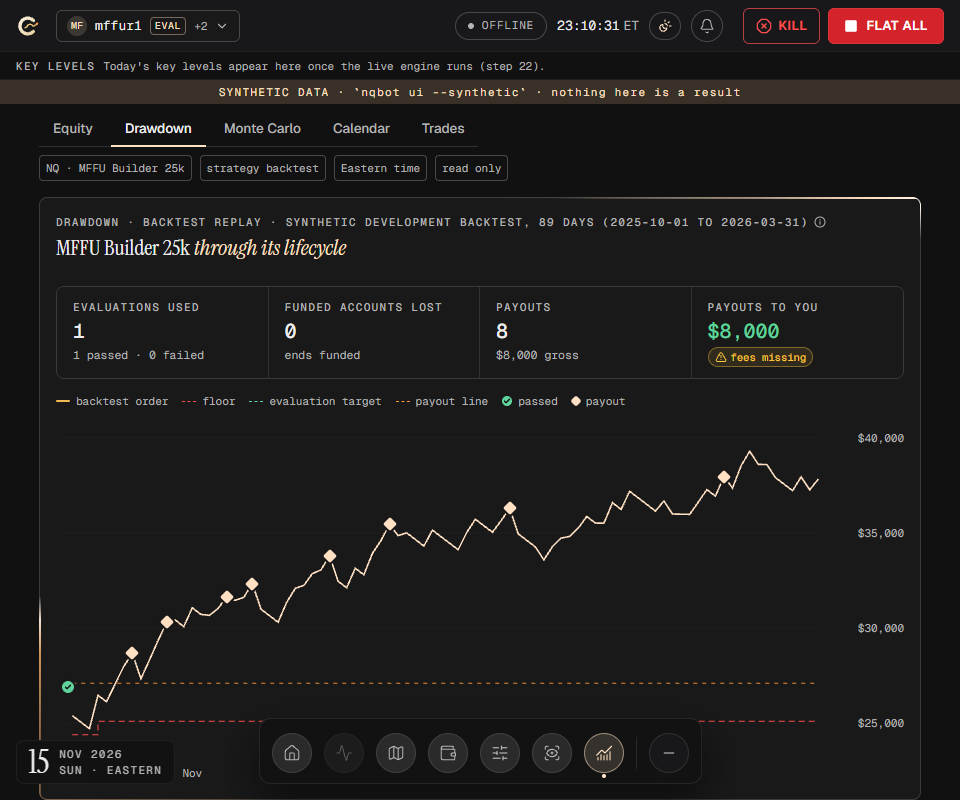 MF mffur1 EVAL +2
OFFLINE
23:10:31 ET
KILL
FLAT ALL
KEY LEVELS Today's key levels appear here once the live engine runs (step 22).
SYNTHETIC DATA · `nqbot ui --synthetic` · nothing here is a result
Equity Drawdown Monte Carlo Calendar Trades
NQ · MFFU Builder 25k strategy backtest Eastern time read only
DRAWDOWN · BACKTEST REPLAY · SYNTHETIC DEVELOPMENT BACKTEST, 89 DAYS (2025-10-01 TO 2026-03-31)
MFFU Builder 25k through its lifecycle
EVALUATIONS USED
1
1 passed · 0 failed
FUNDED ACCOUNTS LOST
0
ends funded
PAYOUTS
8
$8,000 gross
PAYOUTS TO YOU
$8,000
fees missing
backtest order floor evaluation target payout line passed payout
$40,000
$35,000
$30,000
$25,000
15 NOV 2026
SUN · EASTERN
Nov